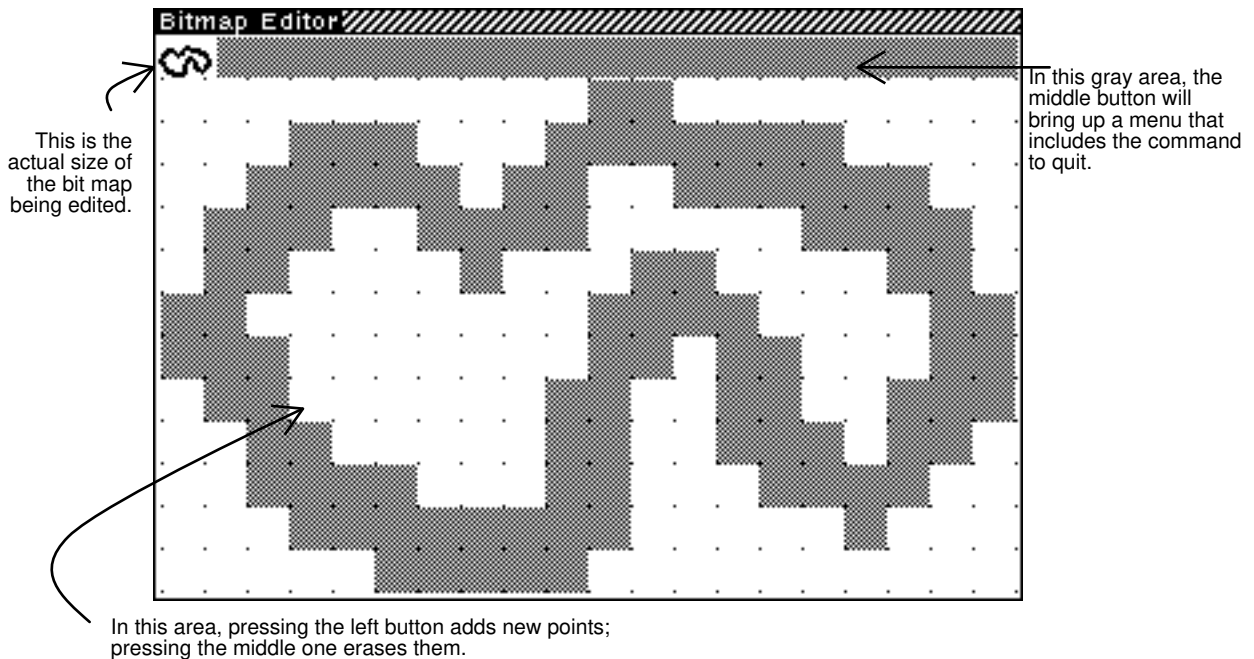 Bitmap Editor
This is the
actual size of
the bit map
being edited.
In this gray area, the
middle button will
bring up a menu that
includes the command
to quit.
In this area, pressing the left button adds new points;
pressing the middle one erases them.